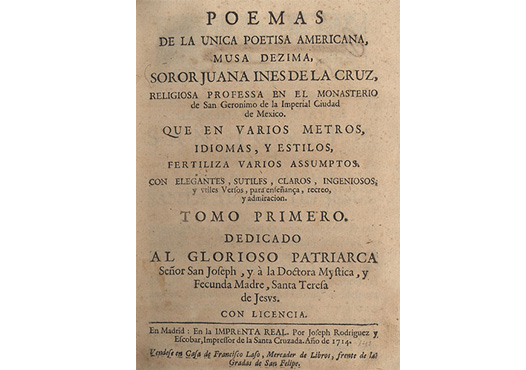 POEMAS
DE LA UNICA POETISA AMERICANA,
MUSA DEZIMA,
SOROR JUANA INES DE LA CRUZ,
RELIGIOSA PROFESSA EN EL MONASTERIO
de San Geronimo de la Imperial Ciudad
de Mexico.
QUE EN VARIOS METROS,
IDIOMAS, Y ESTILOS,
FERTILIZA VARIOS ASSUMPTOS.
CON ELEGANTES, SUTILES, CLAROS, INGENIOSOS,
y vtiles Versos, para enseñança, recreo,
y admiracion.
TOMO PRIMERO.
DEDICADO
AL GLORIOSO PATRIARCA
Señor San Joseph, y à la Doctora Mystica, y
Fecunda Madre, Santa Teresa
de Jesvs.
CON LICENCIA.
En Madrid: En la IMPRENTA REAL. Por Joseph Rodriguez y
Escobar, Impressor de la Santa Cruzada. Año de 1714.
Vendese en Casa de Francisco Laso, Mercader de Libros, frente de las
Gradas de San Felipe.